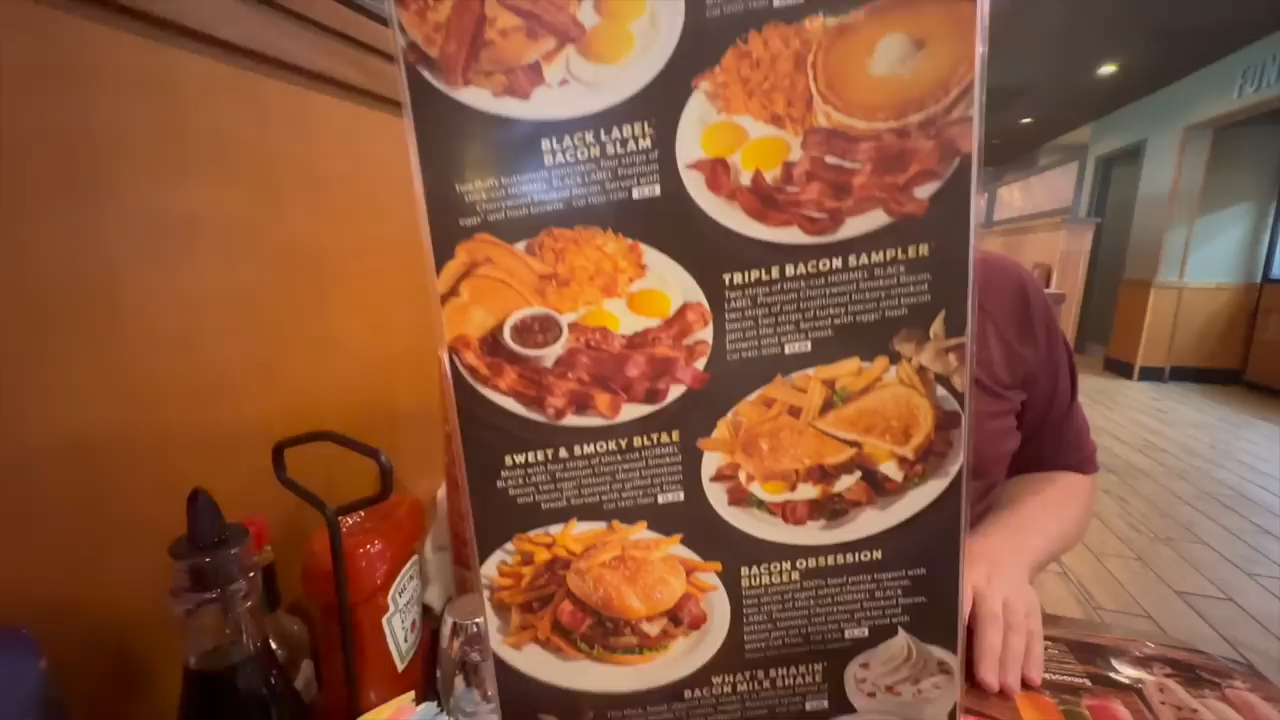 FUN
BLACK LABEL
BACON SLAM
Two fluffy buttermilk pancakes, four strips of
thick-cut HORMEL BLACK LABEL Premium
Cherrywood Smoked Bacon. Served with
eggs* and hash browns. Cal
TRIPLE BACON SAMPLER
Two strips of thick-cut HORMEL BLACK
LABEL Premium Cherrywood Smoked Bacon,
two strips of our traditional hickory-smoked
bacon, two strips of turkey bacon and bacon
jam on the side. Served with eggs* hash
browns and white toast.
Cal 940-1090
SWEET & SMOKY BLT&E
Made with four strips of thick-cut HORMEL
BLACK LABEL Premium Cherrywood Smoked
Bacon, two eggs* lettuce, sliced tomatoes
and bacon jam spread on grilled artisan
bread. Served with wavy-cut fries.
Cal
BACON OBSESSION
BURGER
Hand-pressed 100% beef patty topped with
two slices of aged white cheddar cheese,
two strips of thick-cut HORMEL BLACK
LABEL Premium Cherrywood Smoked Bacon,
lettuce, tomato, red onion, pickles and
bacon jam on a brioche bun. Served with
wavy-cut fries. Cal
WHAT'S SHAKIN'
BACON MILK SHAKE
HEINZ
Smooth